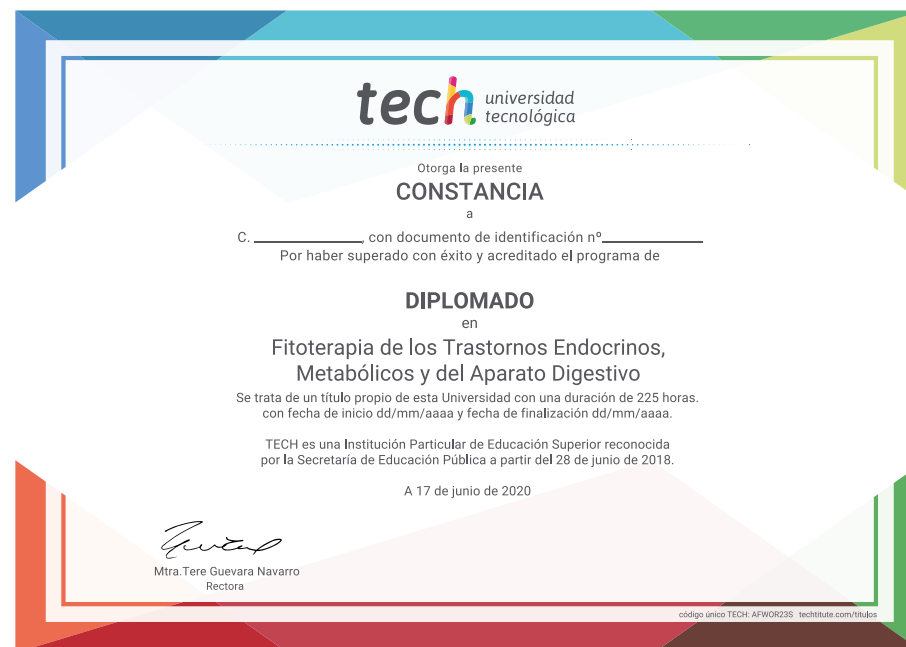 tech universidad
tecnológica
Otorga la presente
CONSTANCIA
a
C. ____________, con documento de identificación nº____________
Por haber superado con éxito y acreditado el programa de
DIPLOMADO
en
Fitoterapia de los Trastornos Endocrinos,
Metabólicos y del Aparato Digestivo
Se trata de un título propio de esta Universidad con una duración de 225 horas.
con fecha de inicio dd/mm/aaaa y fecha de finalización dd/mm/aaaa.
TECH es una Institución Particular de Educación Superior reconocida
por la Secretaría de Educación Pública a partir del 28 de junio de 2018.
A 17 de junio de 2020
Mtra.Tere Guevara Navarro
Rectora
código único TECH: AFWOR23S techtitute.com/titulos